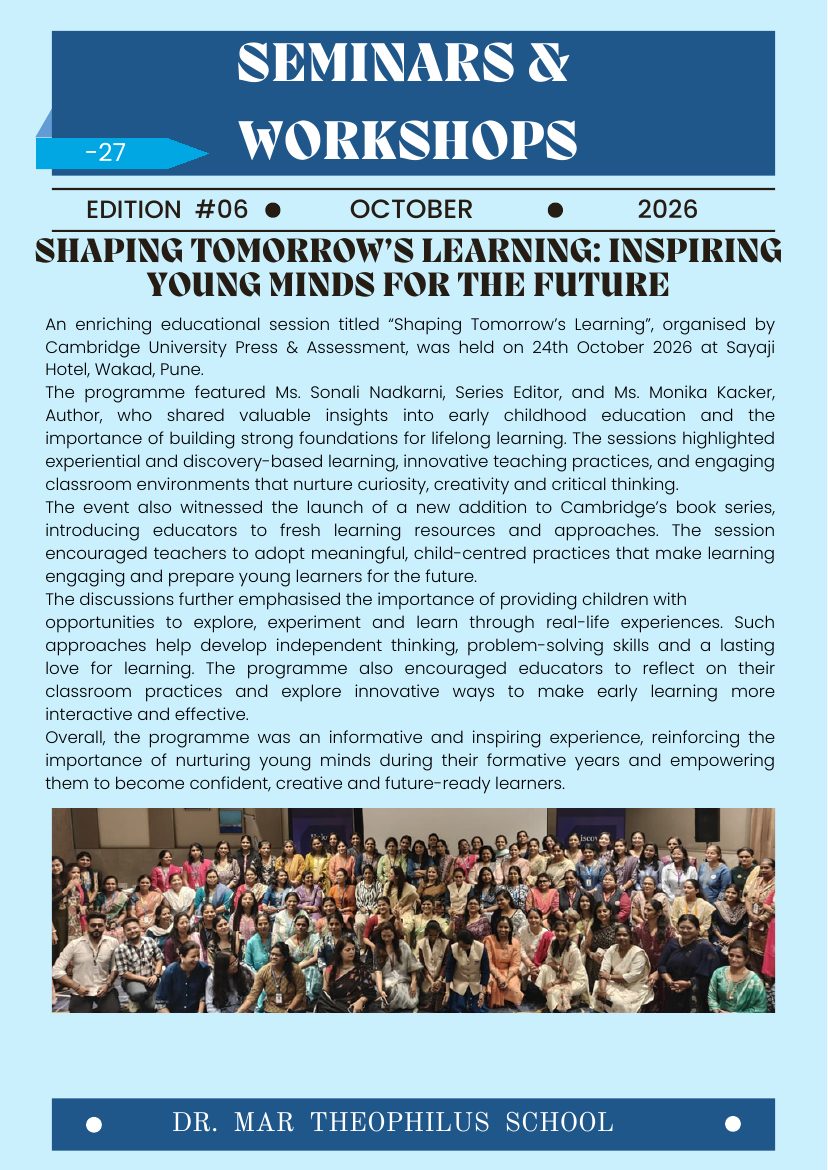 SEMINARS &
WORKSHOPS
-27
EDITION #06 ● OCTOBER ● 2026
SHAPING TOMORROW'S LEARNING: INSPIRING
YOUNG MINDS FOR THE FUTURE
An enriching educational session titled “Shaping Tomorrow’s Learning”, organised by
Cambridge University Press & Assessment, was held on 24th October 2026 at Sayaji
Hotel, Wakad, Pune.
The programme featured Ms. Sonali Nadkarni, Series Editor, and Ms. Monika Kacker,
Author, who shared valuable insights into early childhood education and the
importance of building strong foundations for lifelong learning. The sessions highlighted
experiential and discovery-based learning, innovative teaching practices, and engaging
classroom environments that nurture curiosity, creativity and critical thinking.
The event also witnessed the launch of a new addition to Cambridge’s book series,
introducing educators to fresh learning resources and approaches. The session
encouraged teachers to adopt meaningful, child-centred practices that make learning
engaging and prepare young learners for the future.
The discussions further emphasised the importance of providing children with
opportunities to explore, experiment and learn through real-life experiences. Such
approaches help develop independent thinking, problem-solving skills and a lasting
love for learning. The programme also encouraged educators to reflect on their
classroom practices and explore innovative ways to make early learning more
interactive and effective.
Overall, the programme was an informative and inspiring experience, reinforcing the
importance of nurturing young minds during their formative years and empowering
them to become confident, creative and future-ready learners.
DR. MAR THEOPHILUS SCHOOL